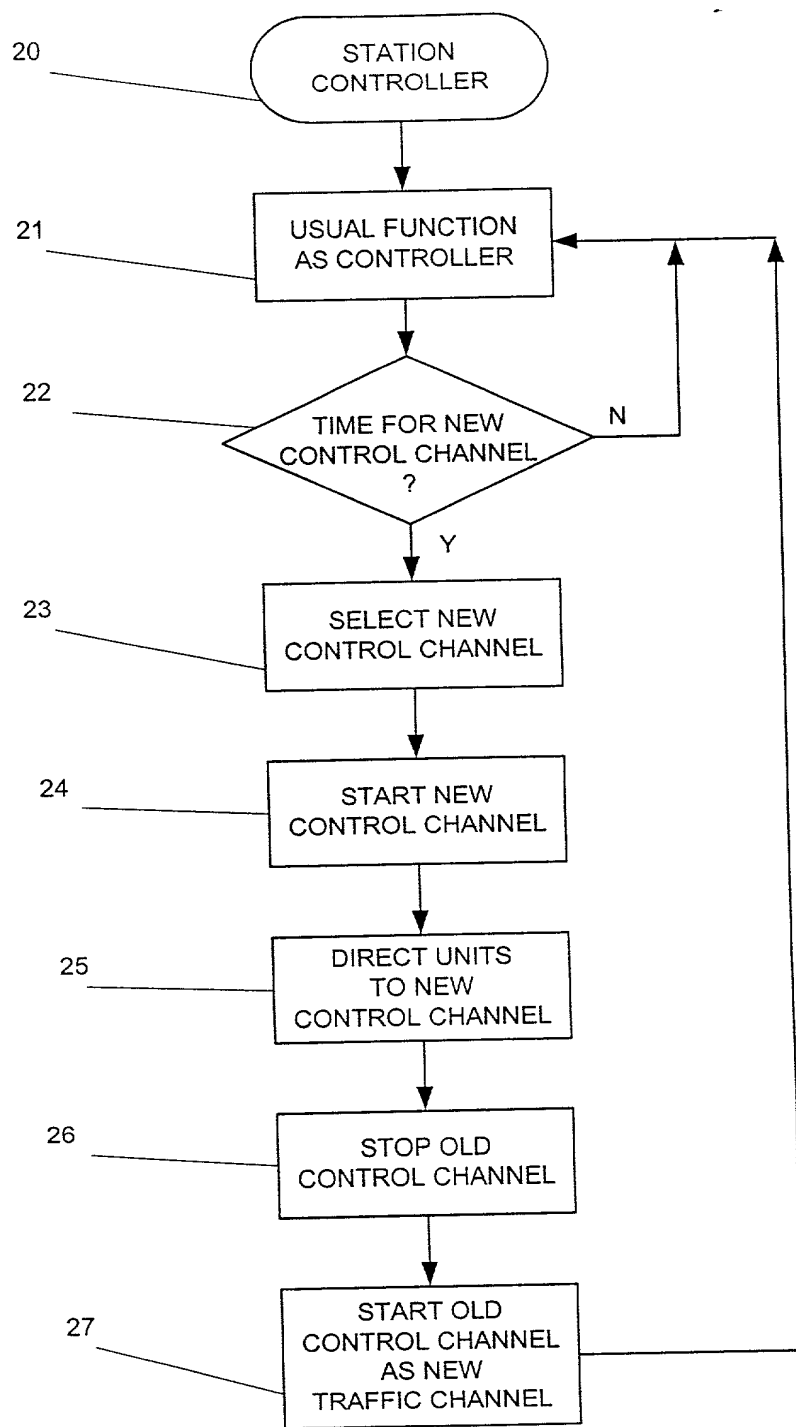 20
STATION
CONTROLLER
21
USUAL FUNCTION
AS CONTROLLER
22
TIME FOR NEW
CONTROL CHANNEL
?
N
Y
23
SELECT NEW
CONTROL CHANNEL
24
START NEW
CONTROL CHANNEL
25
DIRECT UNITS
TO NEW
CONTROL CHANNEL
26
STOP OLD
CONTROL CHANNEL
27
START OLD
CONTROL CHANNEL
AS NEW
TRAFFIC CHANNEL